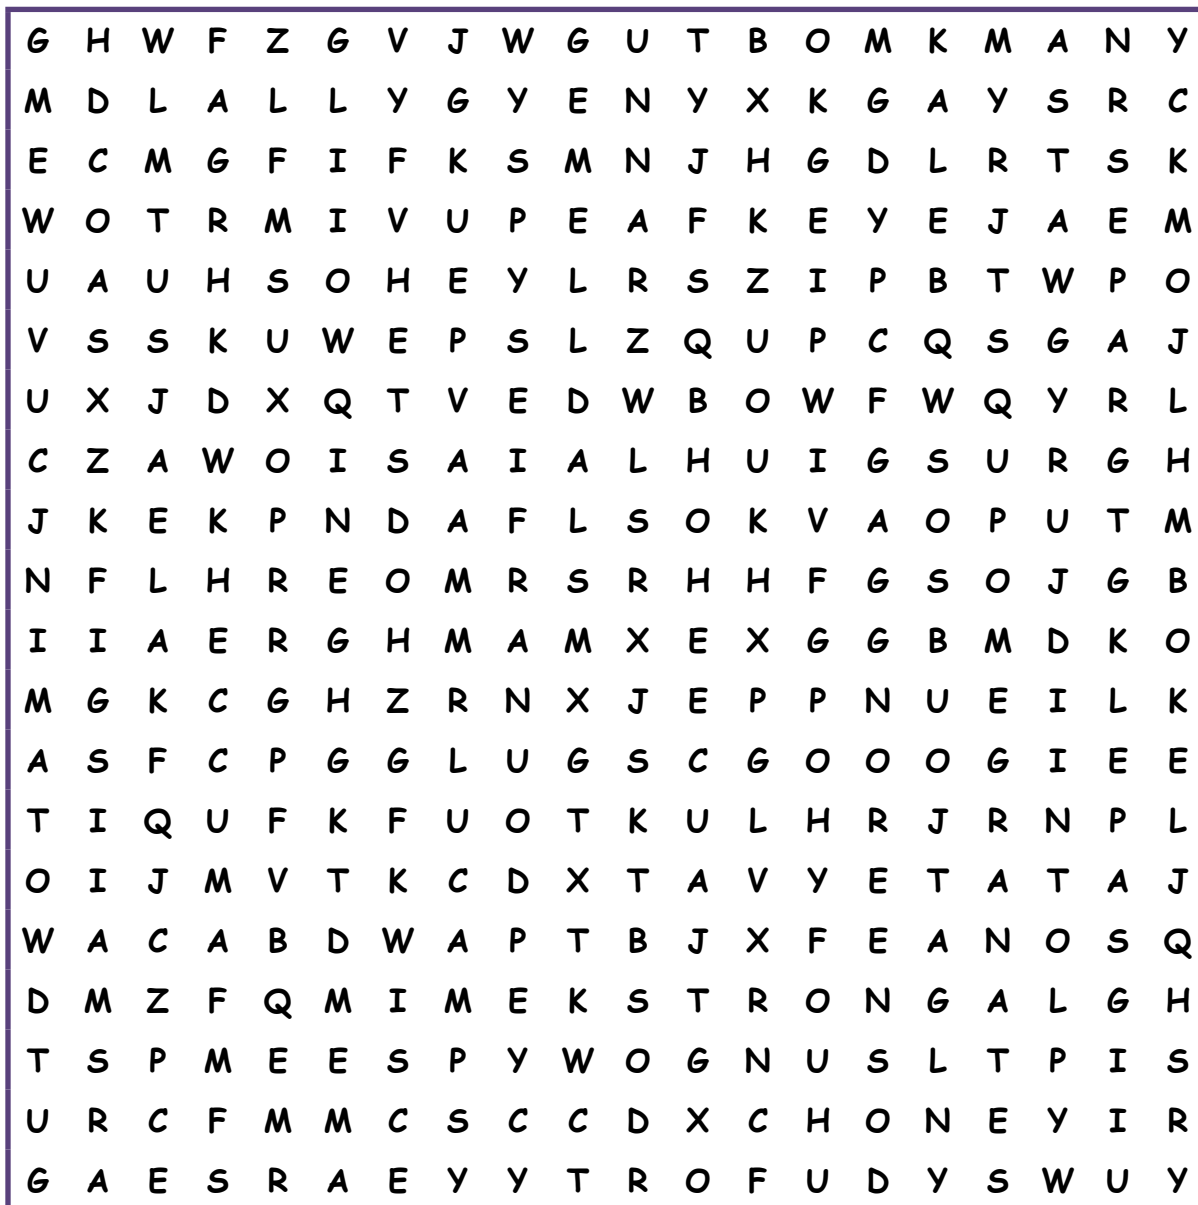 G H W F Z G V J W G U T B O M K M A N Y
M D L A L L Y G Y E N Y X K G A Y S R C
E C M G F I F K S M N J H G D L R T S K
W O T R M I V U P E A F K E Y E J A E M
U A U H S O H E Y L R S Z I P B T W P O
V S S K U W E P S L Z Q U P C Q S G A J
U X J D X Q T V E D W B O W F W Q Y R L
C Z A W O I S A I A L H U I G S U R G H
J K E K P N D A F L S O K V A O P U T M
N F L H R E O M R S R H H F G S O J G B
I I A E R G H M A M X E X G G B M D K O
M G K C G H Z R N X J E P P N U E I L K
A S F C P G G L U G S C G O O O G I E E
T I Q U F K F U O T K U L H R J R N P L
O I J M V T K C D X T A V Y E T A T A J
W A C A B D W A P T B J X F E A N O S Q
D M Z F Q M I M E K S T R O N G A L G H
T S P M E E S P Y W O G N U S L T P I S
U R C F M M C S C C D X C H O N E Y I R
G A E S R A E Y Y T R O F U D Y S W U Y